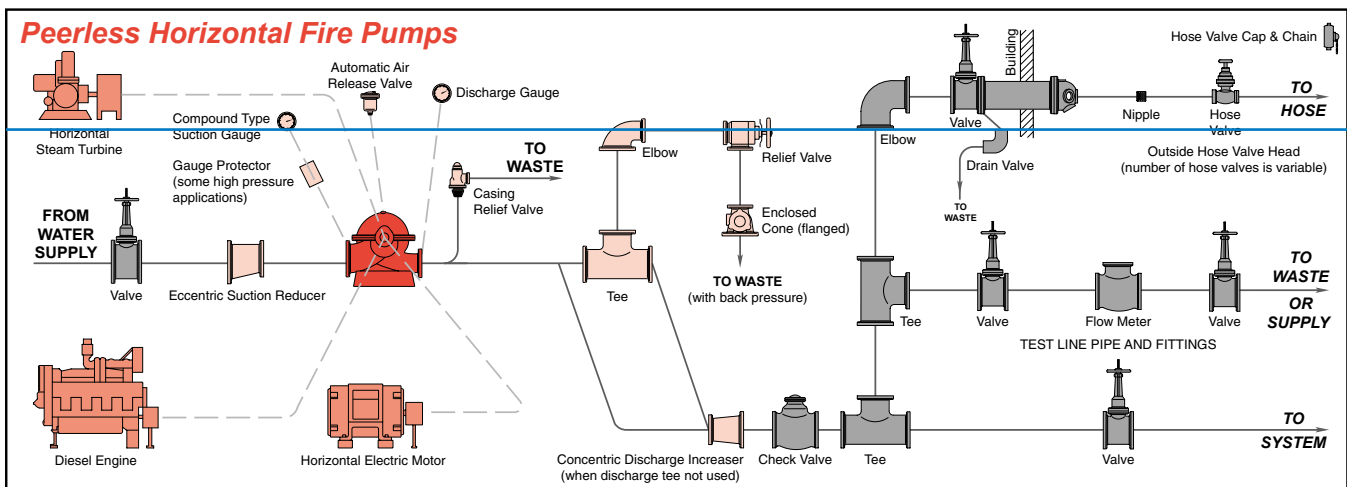 Peerless Horizontal Fire Pumps
Horizontal
Steam Turbine
Compound Type
Suction Gauge
Automatic Air
Release Valve
Discharge Gauge
Gauge Protector
(some high pressure
applications)
TO
WASTE
Casing
Relief Valve
FROM
WATER
SUPPLY
Valve
Eccentric Suction Reducer
Diesel Engine
Horizontal Electric Motor
Elbow
Tee
Relief Valve
Enclosed
Cone (flanged)
TO WASTE
(with back pressure)
Concentric Discharge Increaser
(when discharge tee not used)
Check Valve
Tee
Elbow
Valve
Building
Drain Valve
TO
WASTE
Nipple
Hose
Valve
Hose Valve Cap & Chain
TO
HOSE
Outside Hose Valve Head
(number of hose valves is variable)
Tee
Valve
Flow Meter
Valve
TO
WASTE
OR
SUPPLY
TEST LINE PIPE AND FITTINGS
Valve
TO
SYSTEM